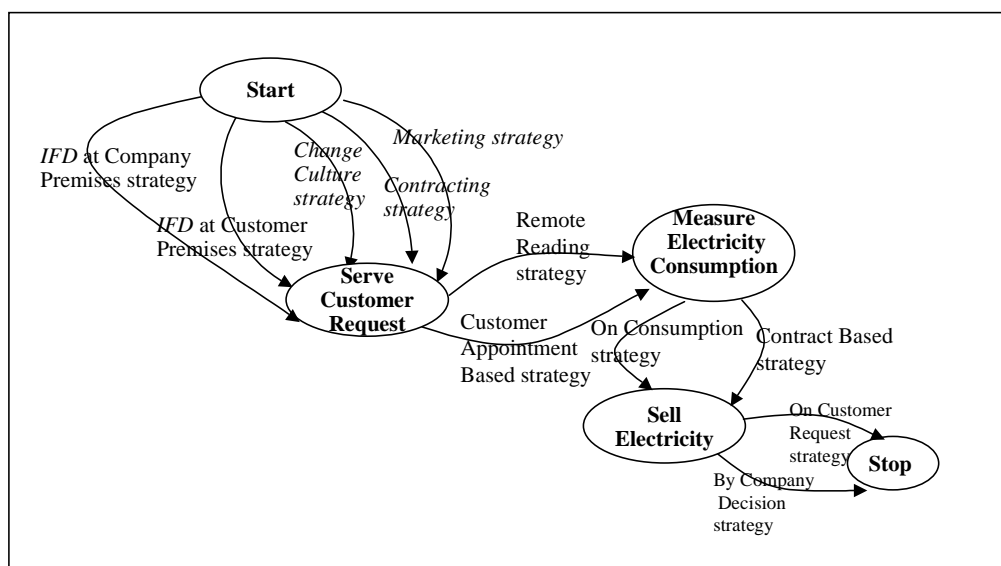 Start
IFD at Company
Premises strategy
IFD at Customer
Premises strategy
Change
Culture
strategy
Contracting
strategy
Marketing strategy
Serve
Customer
Request
Remote
Reading
strategy
Customer
Appointment
Based strategy
Measure
Electricity
Consumption
On Consumption
strategy
Contract Based
strategy
Sell
Electricity
On Customer
Request
strategy
By Company
Decision
strategy
Stop